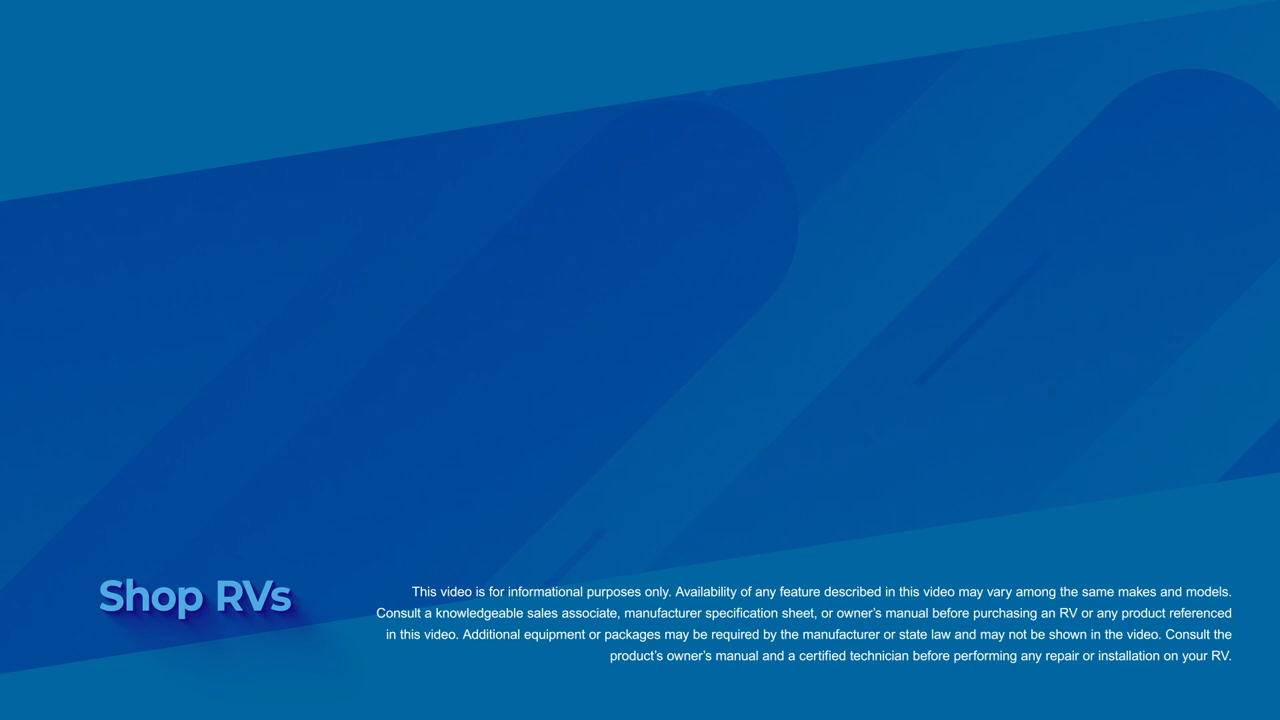 Shop RVs
This video is for informational purposes only. Availability of any feature described in this video may vary among the same makes and models.
Consult a knowledgeable sales associate, manufacturer specification sheet, or owner’s manual before purchasing an RV or any product referenced
in this video. Additional equipment or packages may be required by the manufacturer or state law and may not be shown in the video. Consult the
product’s owner’s manual and a certified technician before performing any repair or installation on your RV.